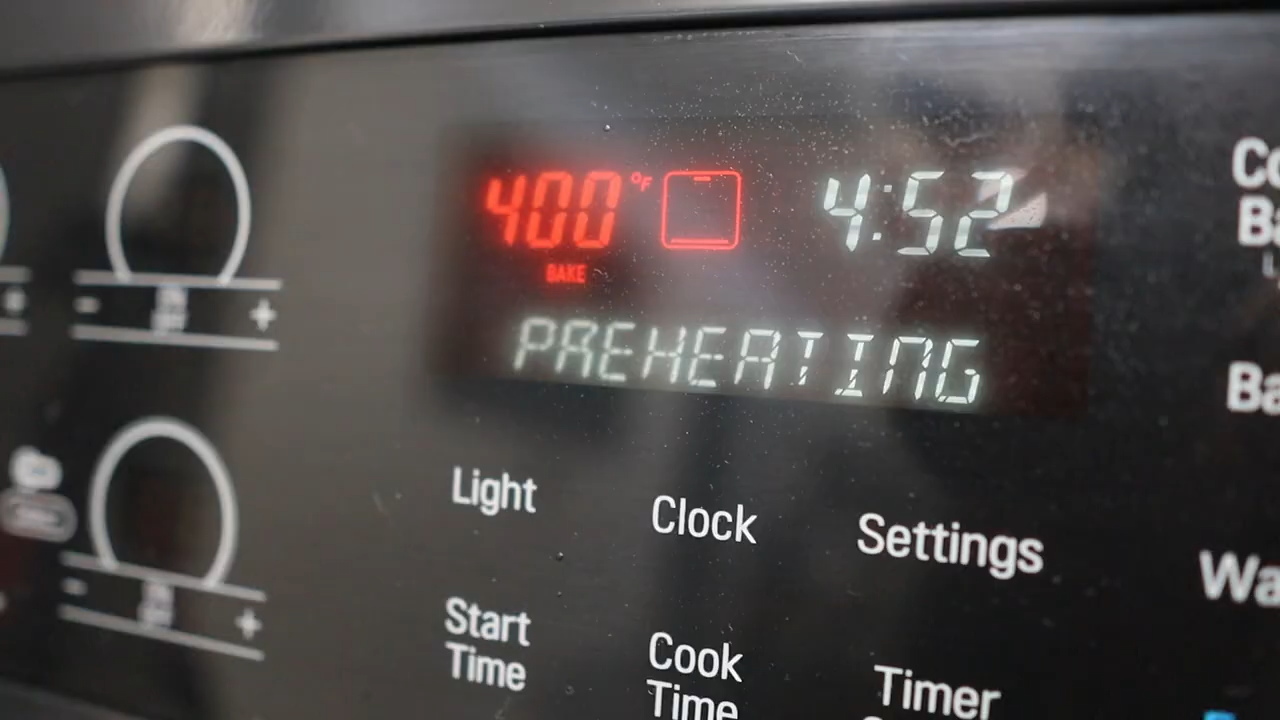 400 °F 4:52
BAKE
PREHEATING
Light
Clock
Settings
Start
Time
Cook
Time
Timer